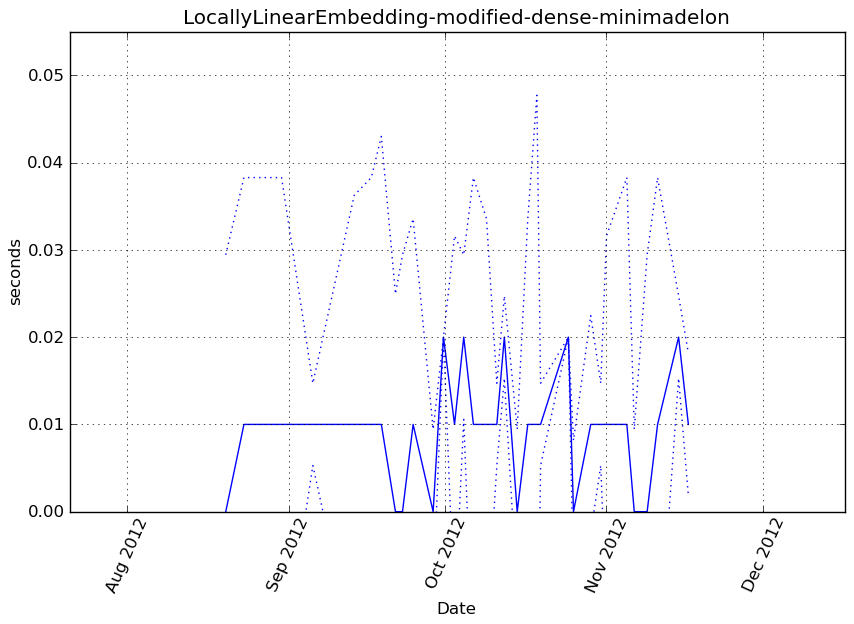 LocallyLinearEmbedding-modified-dense-minimadelon
0.05
0.04
0.03
0.02
0.01
0.00
seconds
Aug 2012
Sep 2012
Oct 2012
Nov 2012
Dec 2012
Date